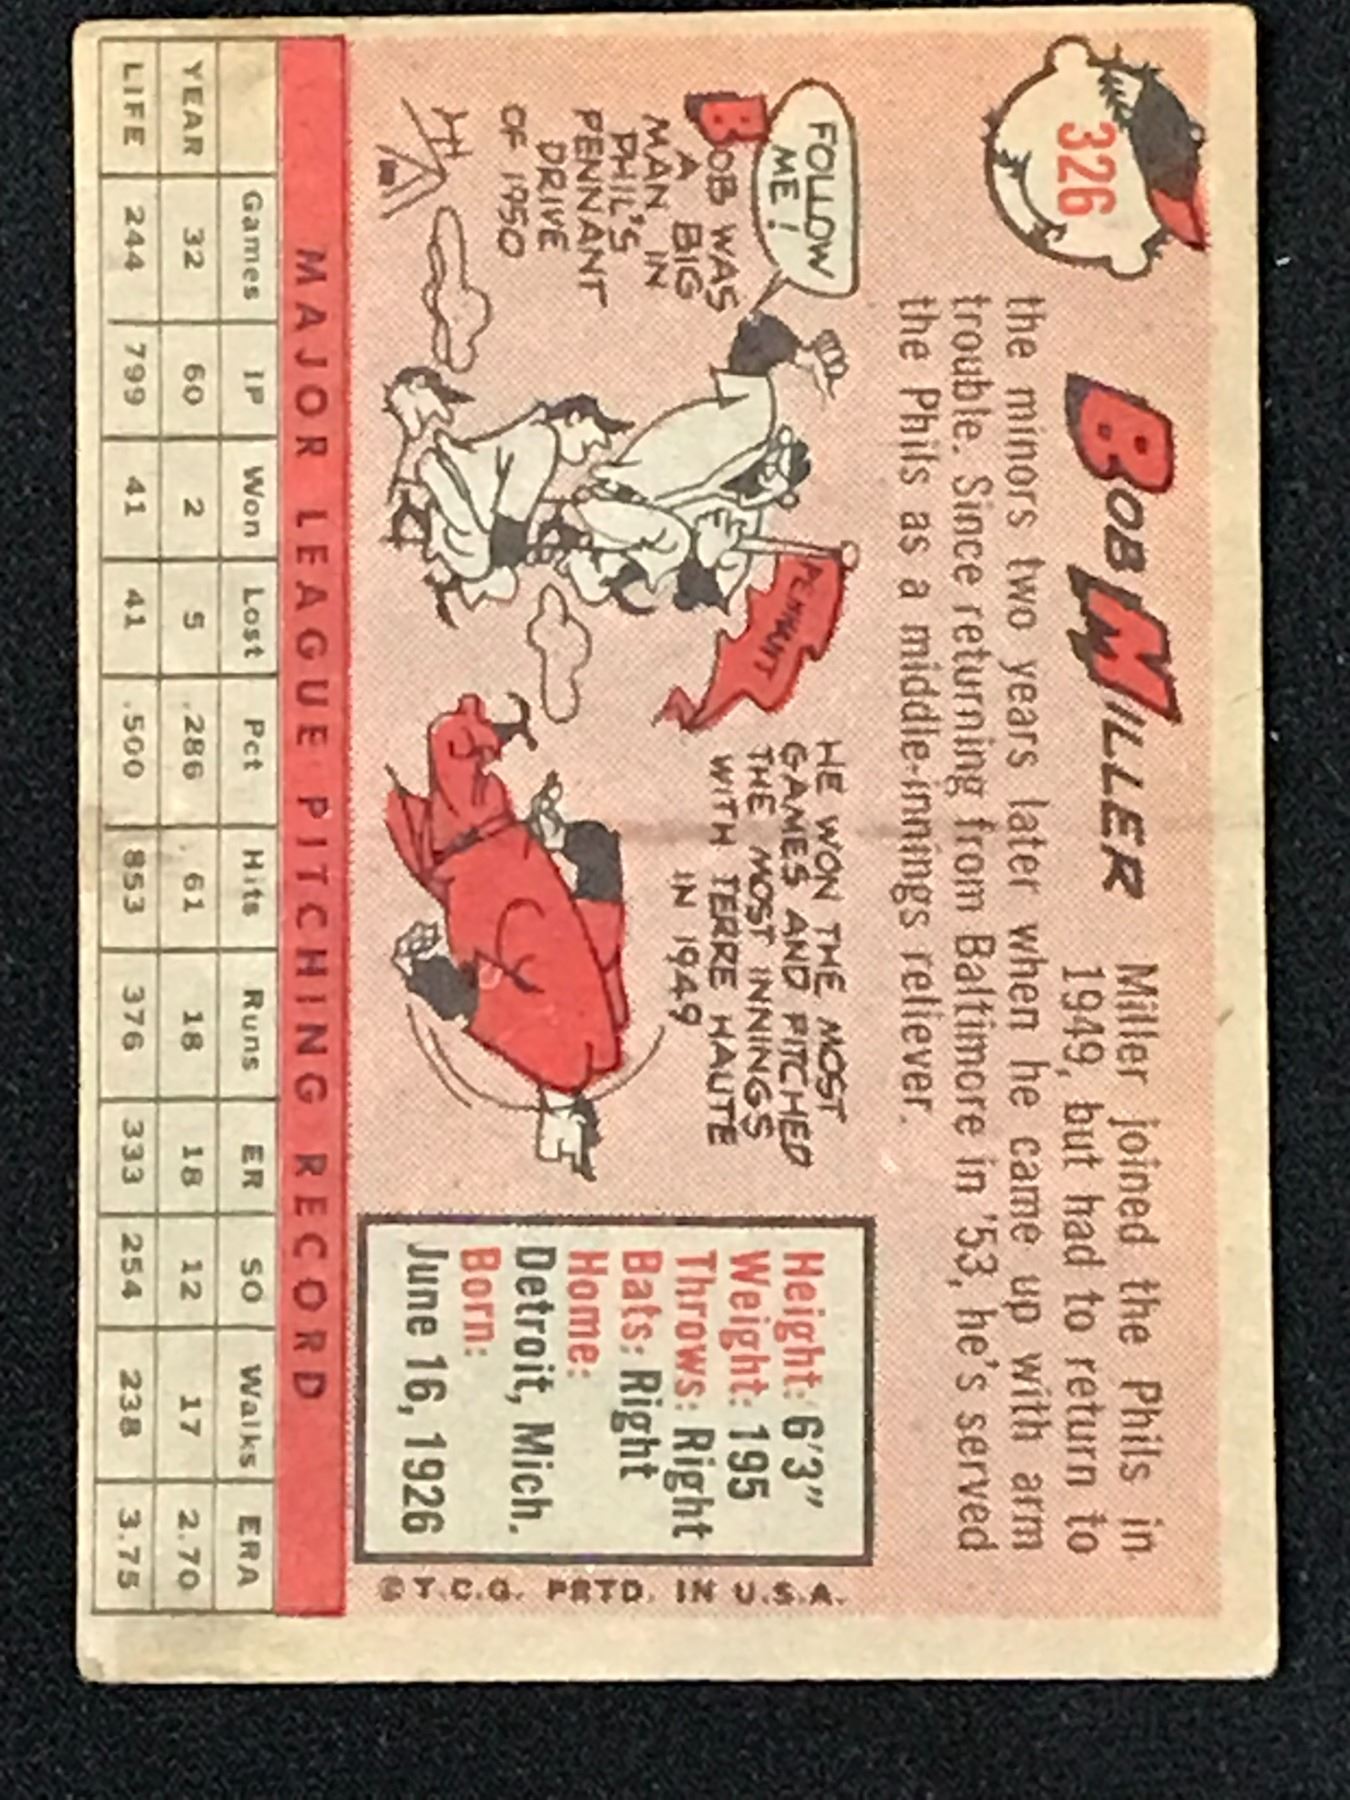 326
BOB MILLER
Miller joined the Phils in
1949, but had to return to
the minors two years later when he came up with arm
trouble. Since returning from Baltimore in '53, he's served
the Phils as a middle-innings reliever.
FOLLOW
ME!
BOB WAS
A BIG
MAN IN
PHIL'S
PENNANT
DRIVE
OF 1950
PENNANT
HE WON THE MOST
GAMES AND PITCHED
THE MOST INNINGS
WITH TERRE HAUTE
IN 1949
Height: 6'3"
Weight: 195
Throws: Right
Bats: Right
Home:
Detroit, Mich.
Born:
June 16, 1926
© T.C.G. PRTD. IN U.S.A.
MAJOR LEAGUE PITCHING RECORD
Games IP Won Lost Pct Hits Runs ER SO Walks ERA
YEAR 32 60 2 5 .286 61 18 18 12 17 2.70
LIFE 244 799 41 41 .500 853 376 333 254 238 3.75